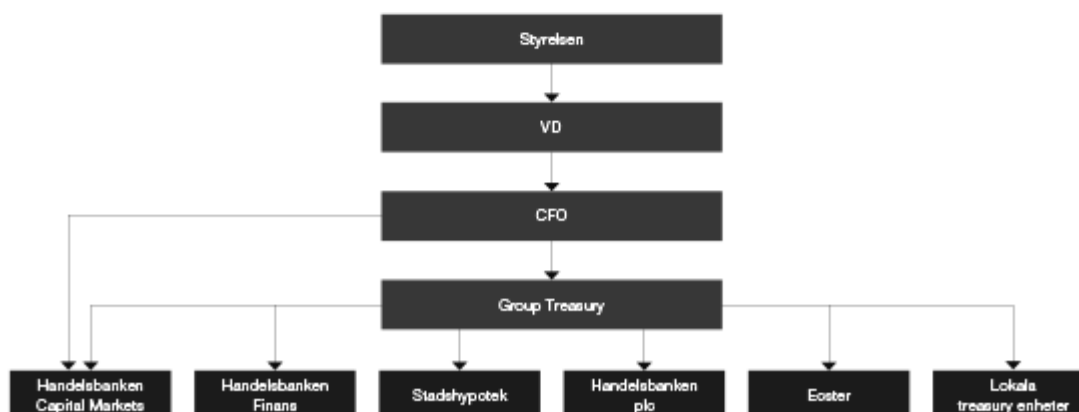 Styrelsen
VD
CFO
Group Treasury
Handelsbanken
Capital Markets
Handelsbanken
Finans
Stadshypotek
Handelsbanken
plc
Ecster
Lokala
treasury enheter